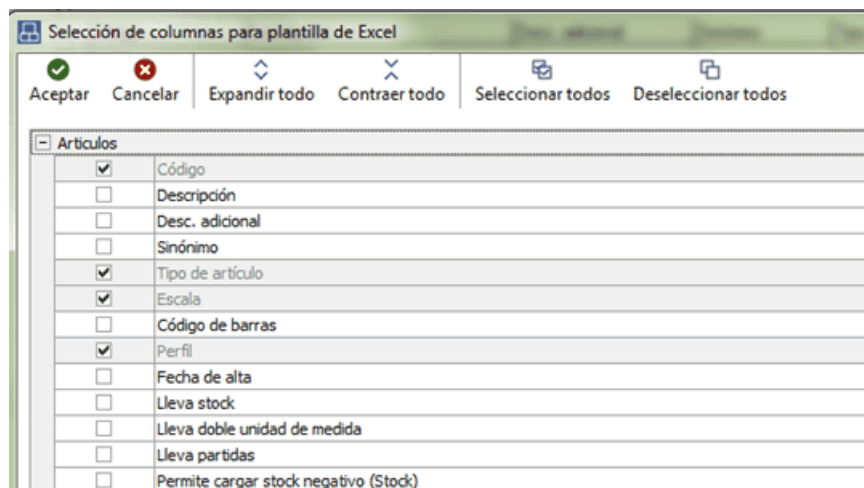 Selección de columnas para plantilla de Excel
Aceptar Cancelar Expandir todo Contraer todo Seleccionar todos Deseleccionar todos
Articulos
Código
Descripción
Desc. adicional
Sinónimo
Tipo de artículo
Escala
Código de barras
Perfil
Fecha de alta
Lleva stock
Lleva doble unidad de medida
Lleva partidas
Permite cargar stock negativo (Stock)